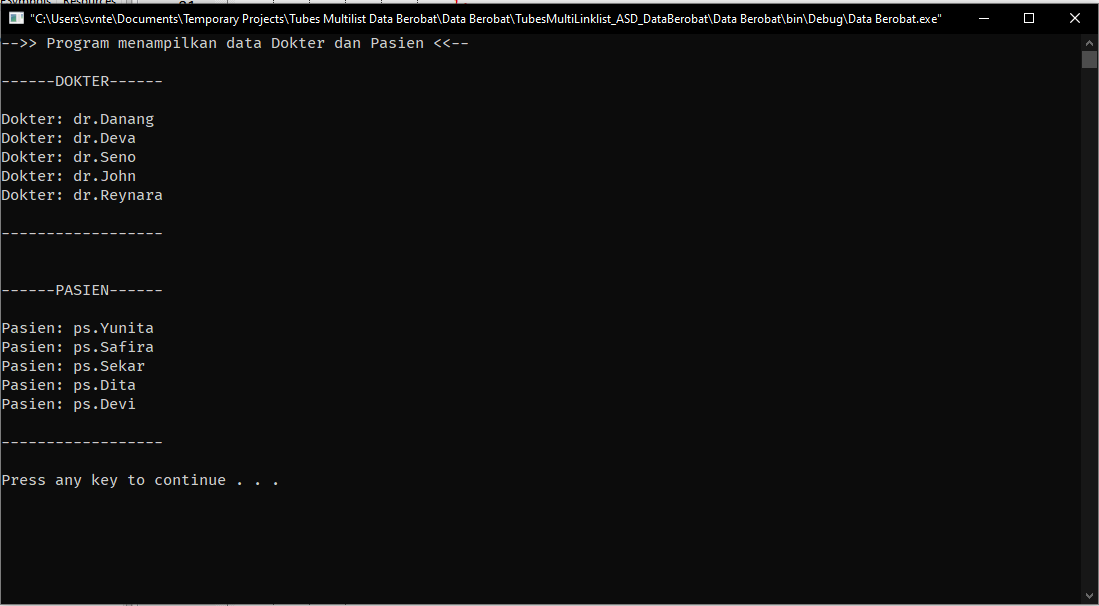 "C:\Users\svnte\Documents\Temporary Projects\Tubes Multilist Data Berobat\Data Berobat\TubesMultiLinklist_ASD_DataBerobat\Data Berobat\bin\Debug\Data Berobat.exe"
-->> Program menampilkan data Dokter dan Pasien <<--
------DOKTER------
Dokter: dr.Danang
Dokter: dr.Deva
Dokter: dr.Seno
Dokter: dr.John
Dokter: dr.Reynara
------------------
------PASIEN------
Pasien: ps.Yunita
Pasien: ps.Safira
Pasien: ps.Sekar
Pasien: ps.Dita
Pasien: ps.Devi
------------------
Press any key to continue . . .